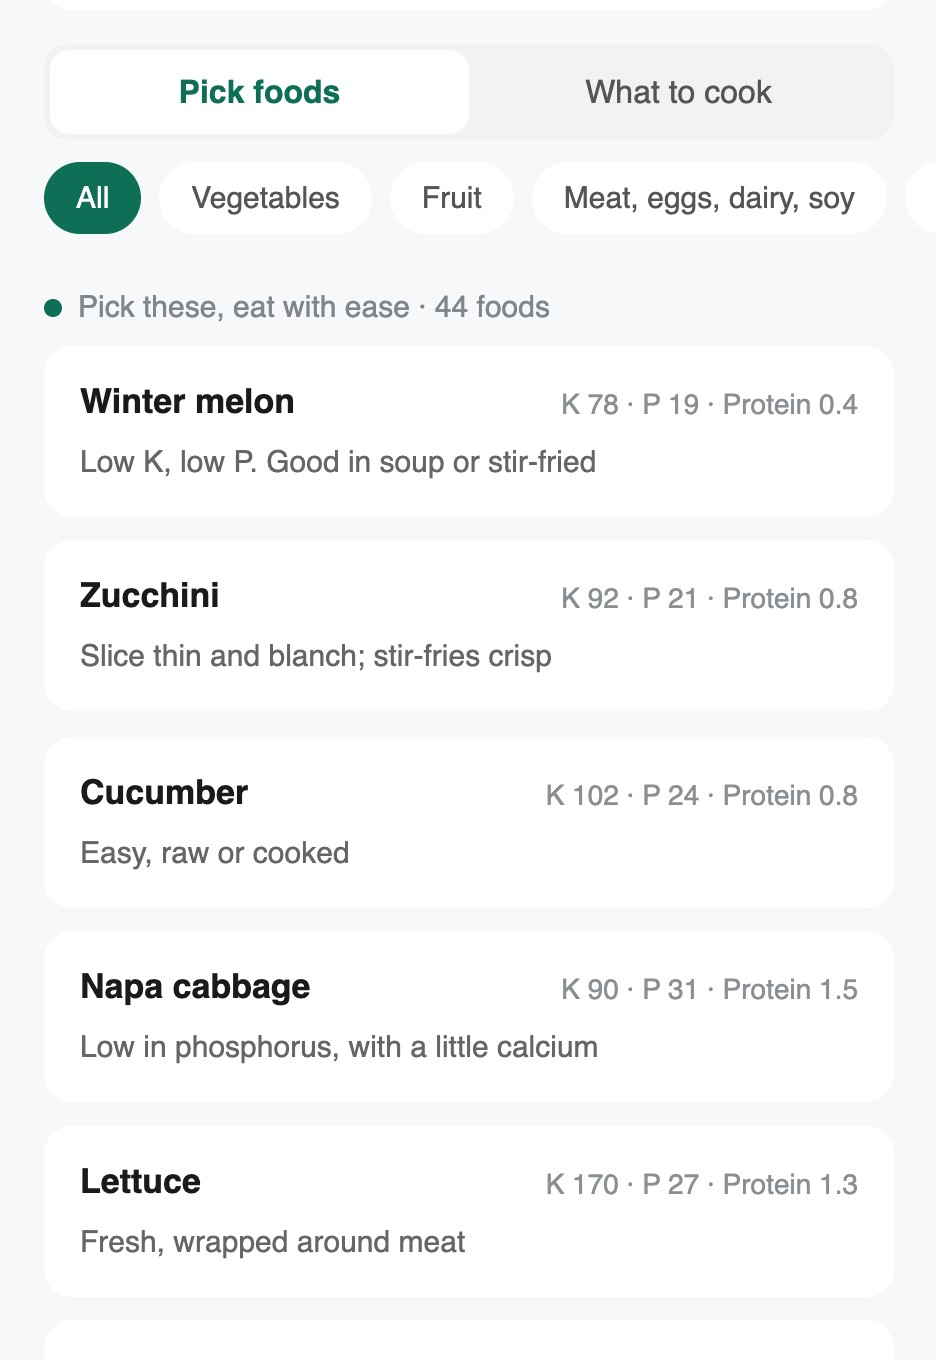 Pick foods
What to cook
All
Vegetables
Fruit
Meat, eggs, dairy, soy
Pick these, eat with ease · 44 foods
Winter melon
K 78 · P 19 · Protein 0.4
Low K, low P. Good in soup or stir-fried
Zucchini
K 92 · P 21 · Protein 0.8
Slice thin and blanch; stir-fries crisp
Cucumber
K 102 · P 24 · Protein 0.8
Easy, raw or cooked
Napa cabbage
K 90 · P 31 · Protein 1.5
Low in phosphorus, with a little calcium
Lettuce
K 170 · P 27 · Protein 1.3
Fresh, wrapped around meat